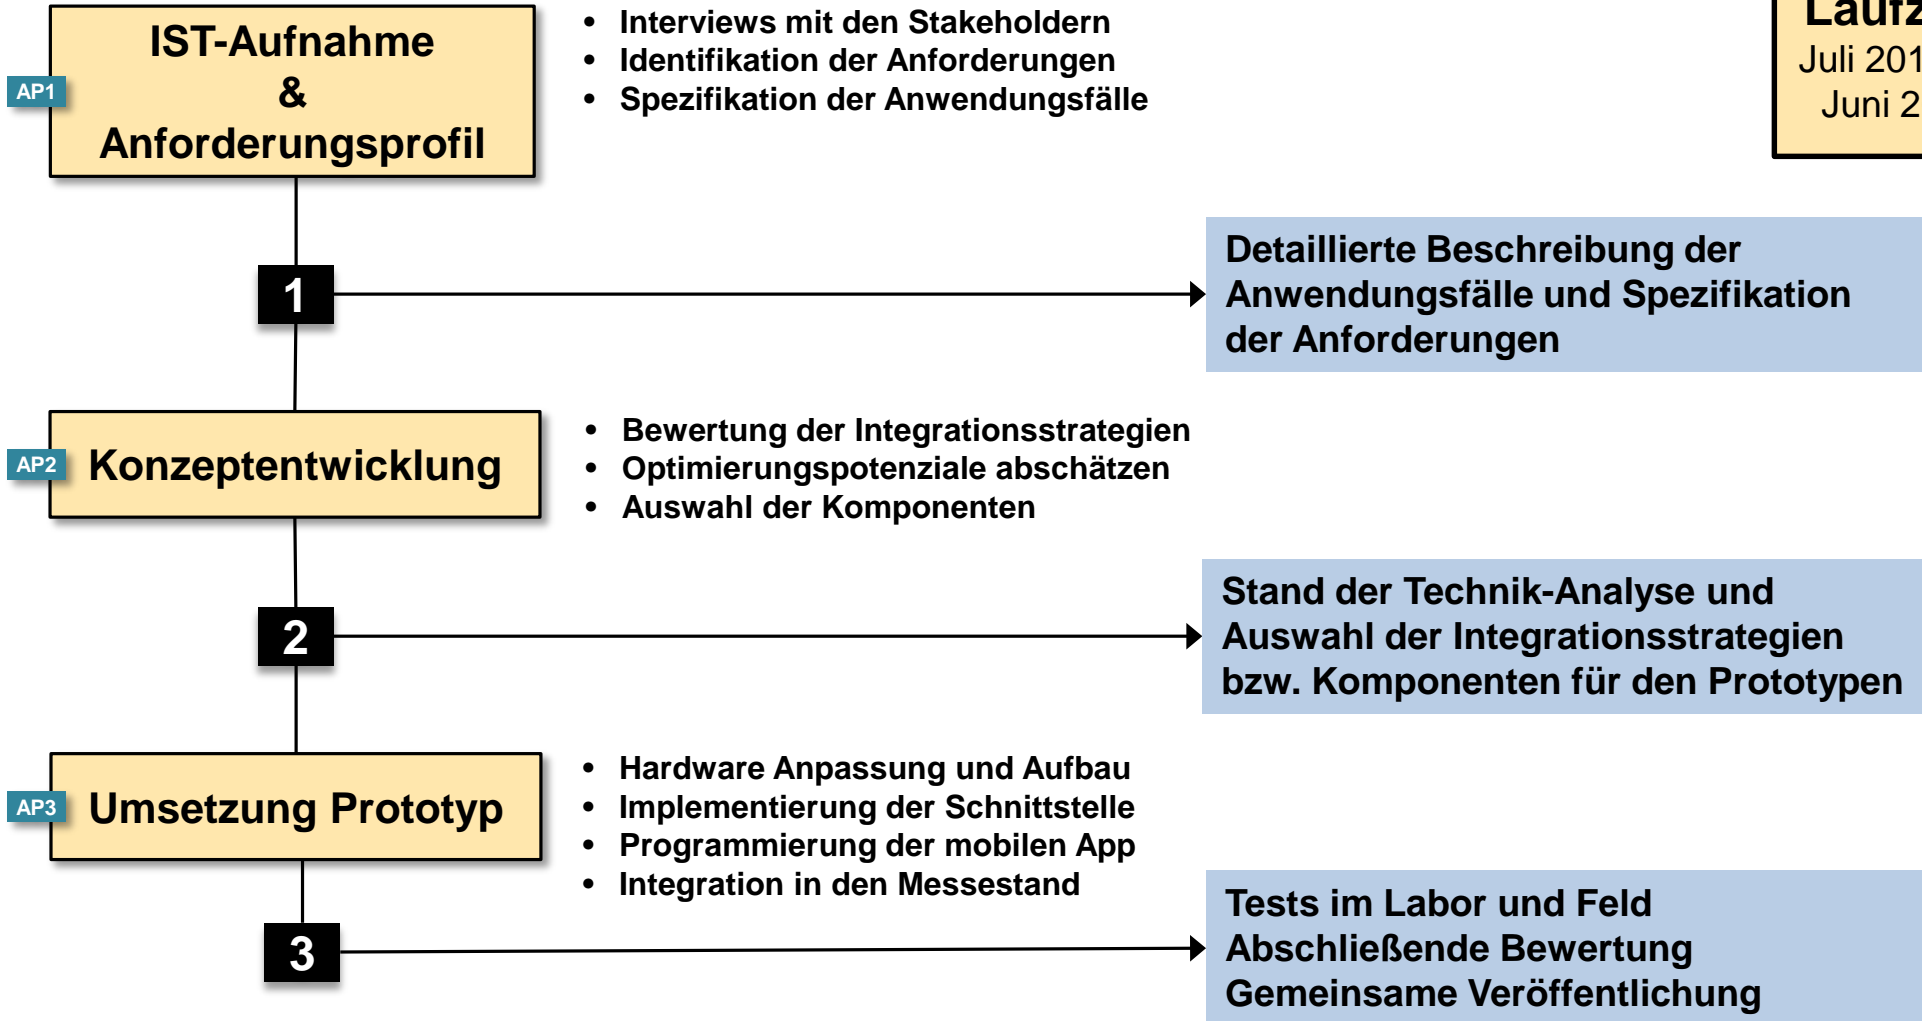 IST-Aufnahme
&
Anforderungsprofil
AP1
• Interviews mit den Stakeholdern
• Identifikation der Anforderungen
• Spezifikation der Anwendungsfälle
Juni
1
Detaillierte Beschreibung der
Anwendungsfälle und Spezifikation
der Anforderungen
AP2
Konzeptentwicklung
• Bewertung der Integrationsstrategien
• Optimierungspotenziale abschätzen
• Auswahl der Komponenten
2
Stand der Technik-Analyse und
Auswahl der Integrationsstrategien
bzw. Komponenten für den Prototypen
AP3
Umsetzung Prototyp
• Hardware Anpassung und Aufbau
• Implementierung der Schnittstelle
• Programmierung der mobilen App
• Integration in den Messestand
3
Tests im Labor und Feld
Abschließende Bewertung
Gemeinsame Veröffentlichung
Juli